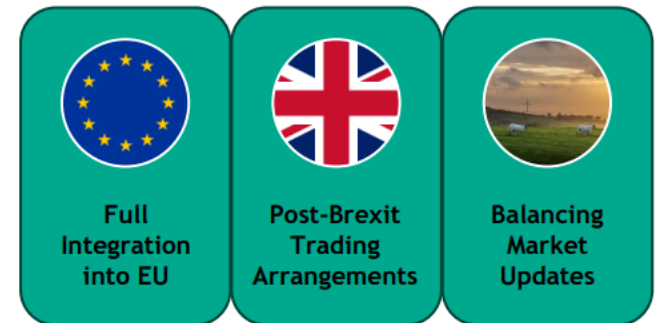 Full
Integration
into EU
Post-Brexit
Trading
Arrangements
Balancing
Market
Updates